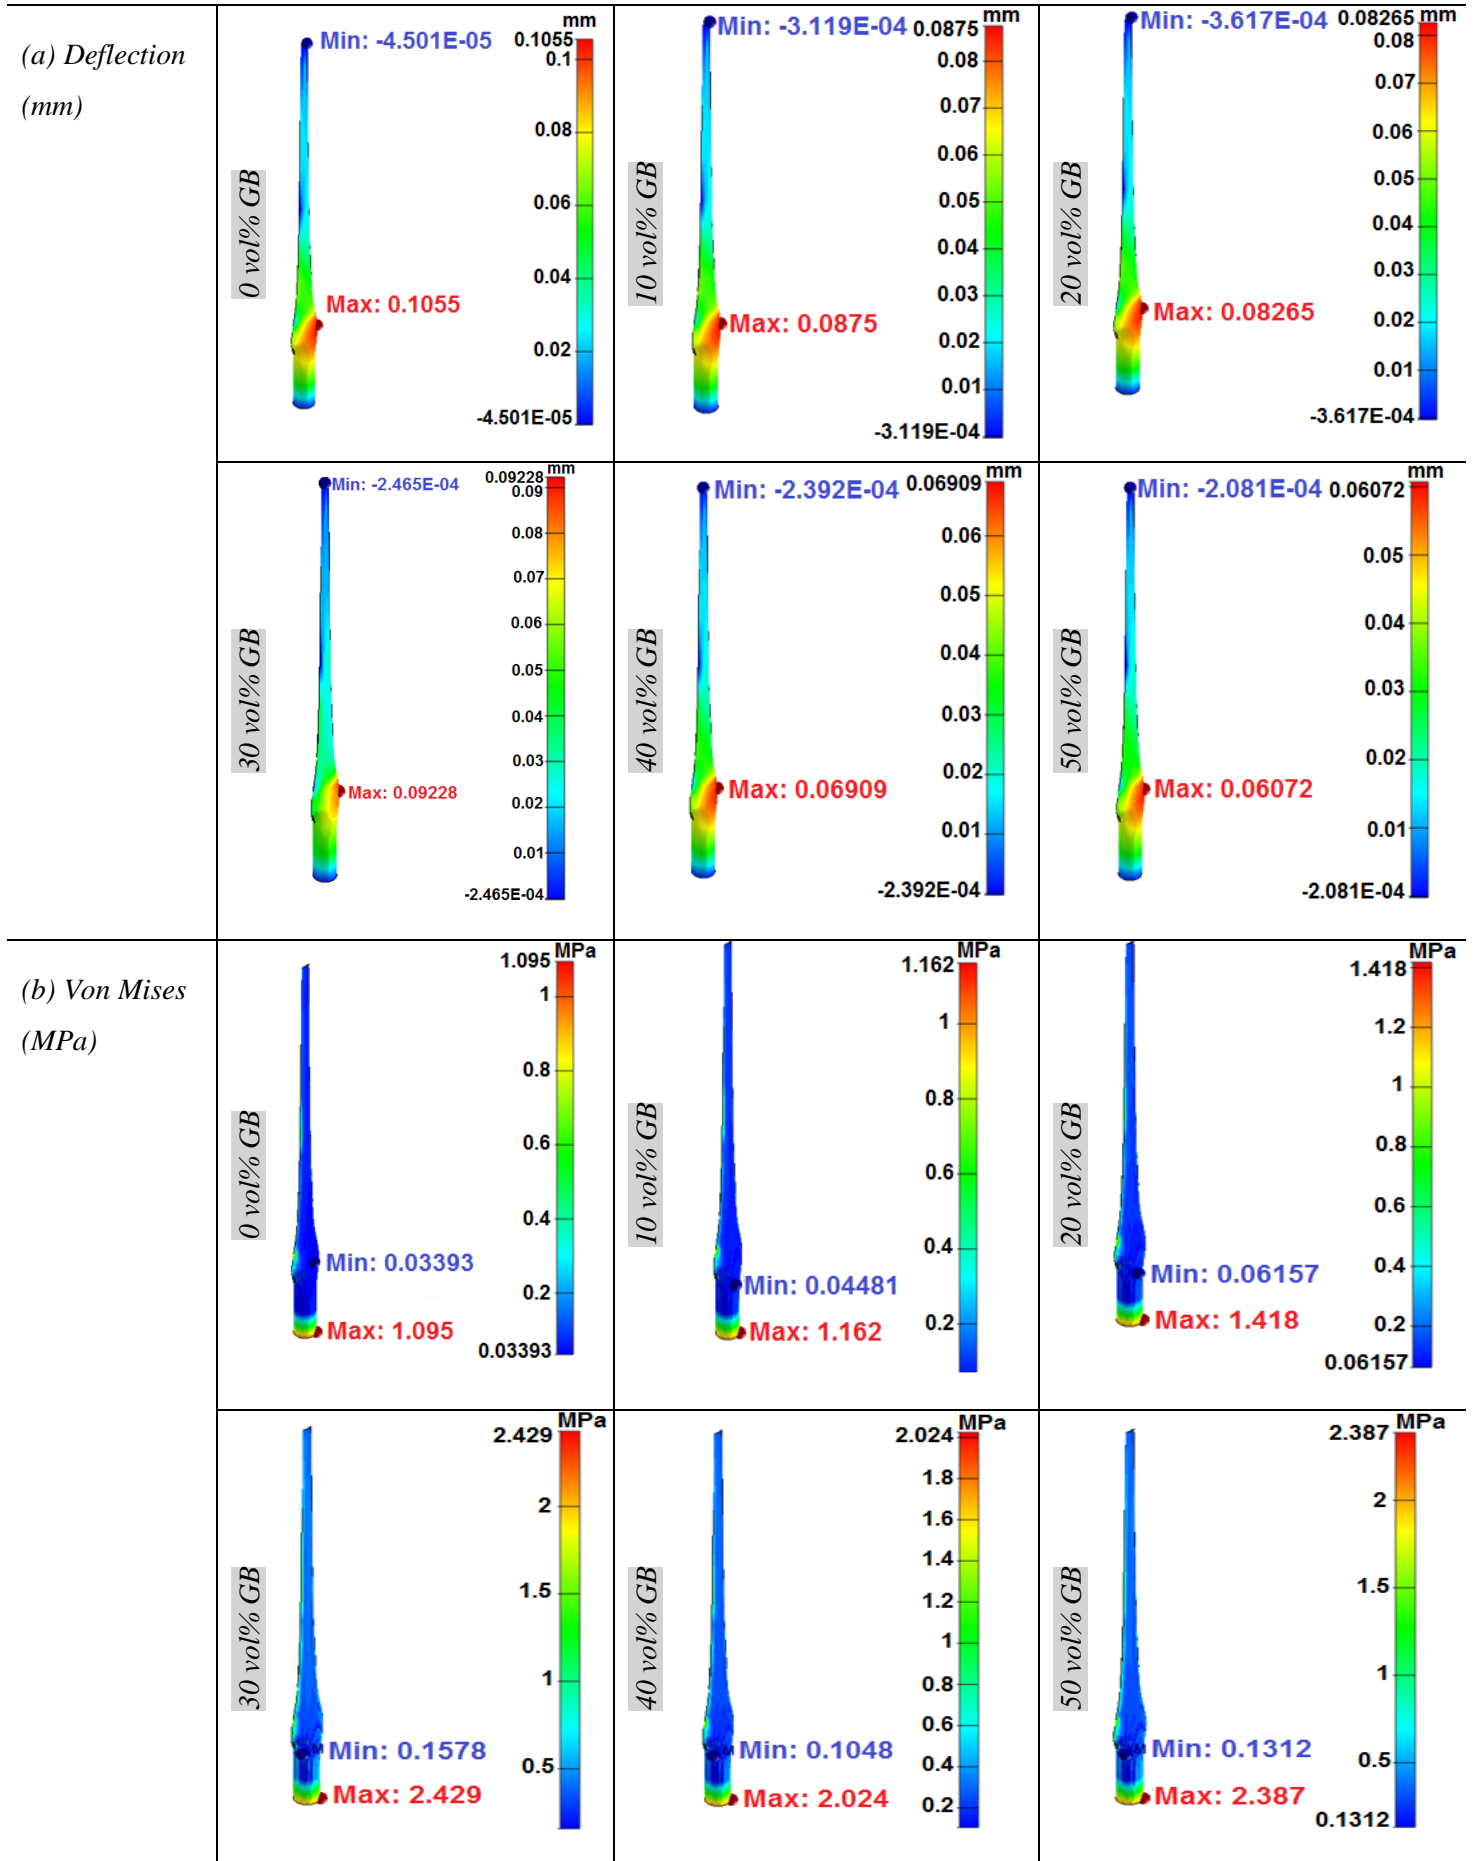 (a) Deflection
(mm)
0 vol% GB
Min: -4.501E-05
Max: 0.1055
mm
0.1055
0.1
0.08
0.06
0.04
0.02
-4.501E-05
10 vol% GB
Min: -3.119E-04
Max: 0.0875
mm
0.0875
0.08
0.07
0.06
0.05
0.04
0.03
0.02
0.01
-3.119E-04
20 vol% GB
Min: -3.617E-04
Max: 0.08265
mm
0.08265
0.08
0.07
0.06
0.05
0.04
0.03
0.02
0.01
-3.617E-04
30 vol% GB
Min: -2.465E-04
Max: 0.09228
mm
0.09228
0.09
0.08
0.07
0.06
0.05
0.04
0.03
0.02
0.01
-2.465E-04
40 vol% GB
Min: -2.392E-04
Max: 0.06909
mm
0.06909
0.06
0.05
0.04
0.03
0.02
0.01
-2.392E-04
50 vol% GB
Min: -2.081E-04
Max: 0.06072
mm
0.06072
0.05
0.04
0.03
0.02
0.01
-2.081E-04
(b) Von Mises
(MPa)
0 vol% GB
Min: 0.03393
Max: 1.095
MPa
1.095
1
0.8
0.6
0.4
0.2
0.03393
10 vol% GB
Min: 0.04481
Max: 1.162
MPa
1.162
1
0.8
0.6
0.4
0.2
20 vol% GB
Min: 0.06157
Max: 1.418
MPa
1.418
1.2
1
0.8
0.6
0.4
0.2
0.06157
30 vol% GB
Min: 0.1578
Max: 2.429
MPa
2.429
2
1.5
1
0.5
40 vol% GB
Min: 0.1048
Max: 2.024
MPa
2.024
1.8
1.6
1.4
1.2
1
0.8
0.6
0.4
0.2
50 vol% GB
Min: 0.1312
Max: 2.387
MPa
2.387
2
1.5
1
0.5
0.1312